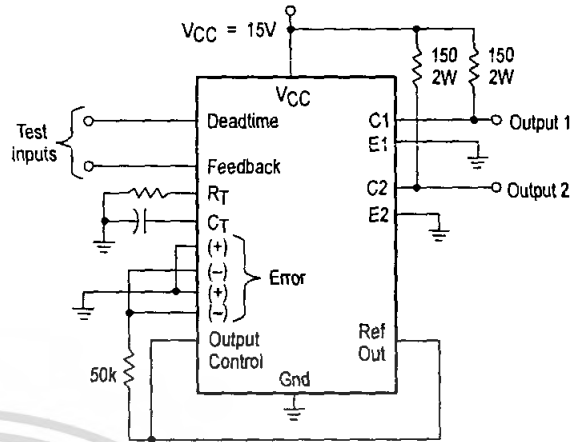 VCC = 15V
150
2W
150
2W
VCC
Test
inputs
Deadtime
Feedback
RT
CT
(+)
(−)
(+)
(−)
Error
Output
Control
50k
Gnd
Ref
Out
C1
E1
C2
E2
Output 1
Output 2